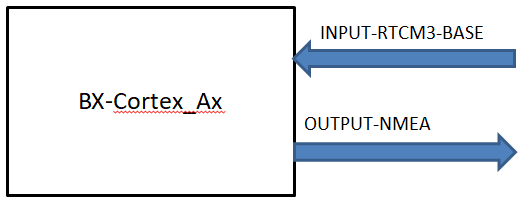 INPUT-RTCM3-BASE
BX-Cortex_Ax
OUTPUT-NMEA